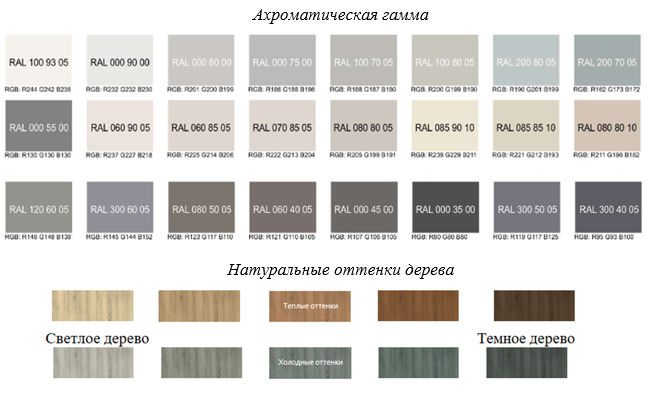 Ахроматическая гамма
RAL 100 93 05 RAL 000 90 00 RAL 000 80 00 RAL 000 75 00 RAL 100 70 05 RAL 100 80 05 RAL 200 80 05 RAL 200 70 05
RGB: R244 G242 B235 RGB: R232 G232 B230 RGB: R201 G200 B199 RGB: R186 G186 B186 RGB: R188 G187 B180 RGB: R200 G199 B190 RGB: R190 G201 B199 RGB: R162 G173 B172
RAL 000 55 00 RAL 060 90 05 RAL 060 85 05 RAL 070 85 05 RAL 080 80 05 RAL 085 90 10 RAL 085 85 10 RAL 080 80 10
RGB: R130 G130 B130 RGB: R237 G227 B218 RGB: R225 G214 B206 RGB: R222 G213 B204 RGB: R205 G199 B191 RGB: R239 G229 B211 RGB: R221 G212 B193 RGB: R211 G196 B182
RAL 120 60 05 RAL 300 60 05 RAL 080 50 05 RAL 060 40 05 RAL 000 45 00 RAL 000 35 00 RAL 300 50 05 RAL 300 40 05
RGB: R146 G148 B139 RGB: R145 G144 B152 RGB: R123 G117 B110 RGB: R121 G110 B105 RGB: R107 G106 B105 RGB: R80 G80 B80 RGB: R119 G117 B125 RGB: R95 G93 B100
Натуральные оттенки дерева
Теплые оттенки
Светлое дерево Темное дерево
Холодные оттенки